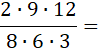 2 · 9 · 12 / 8 · 6 · 3 =